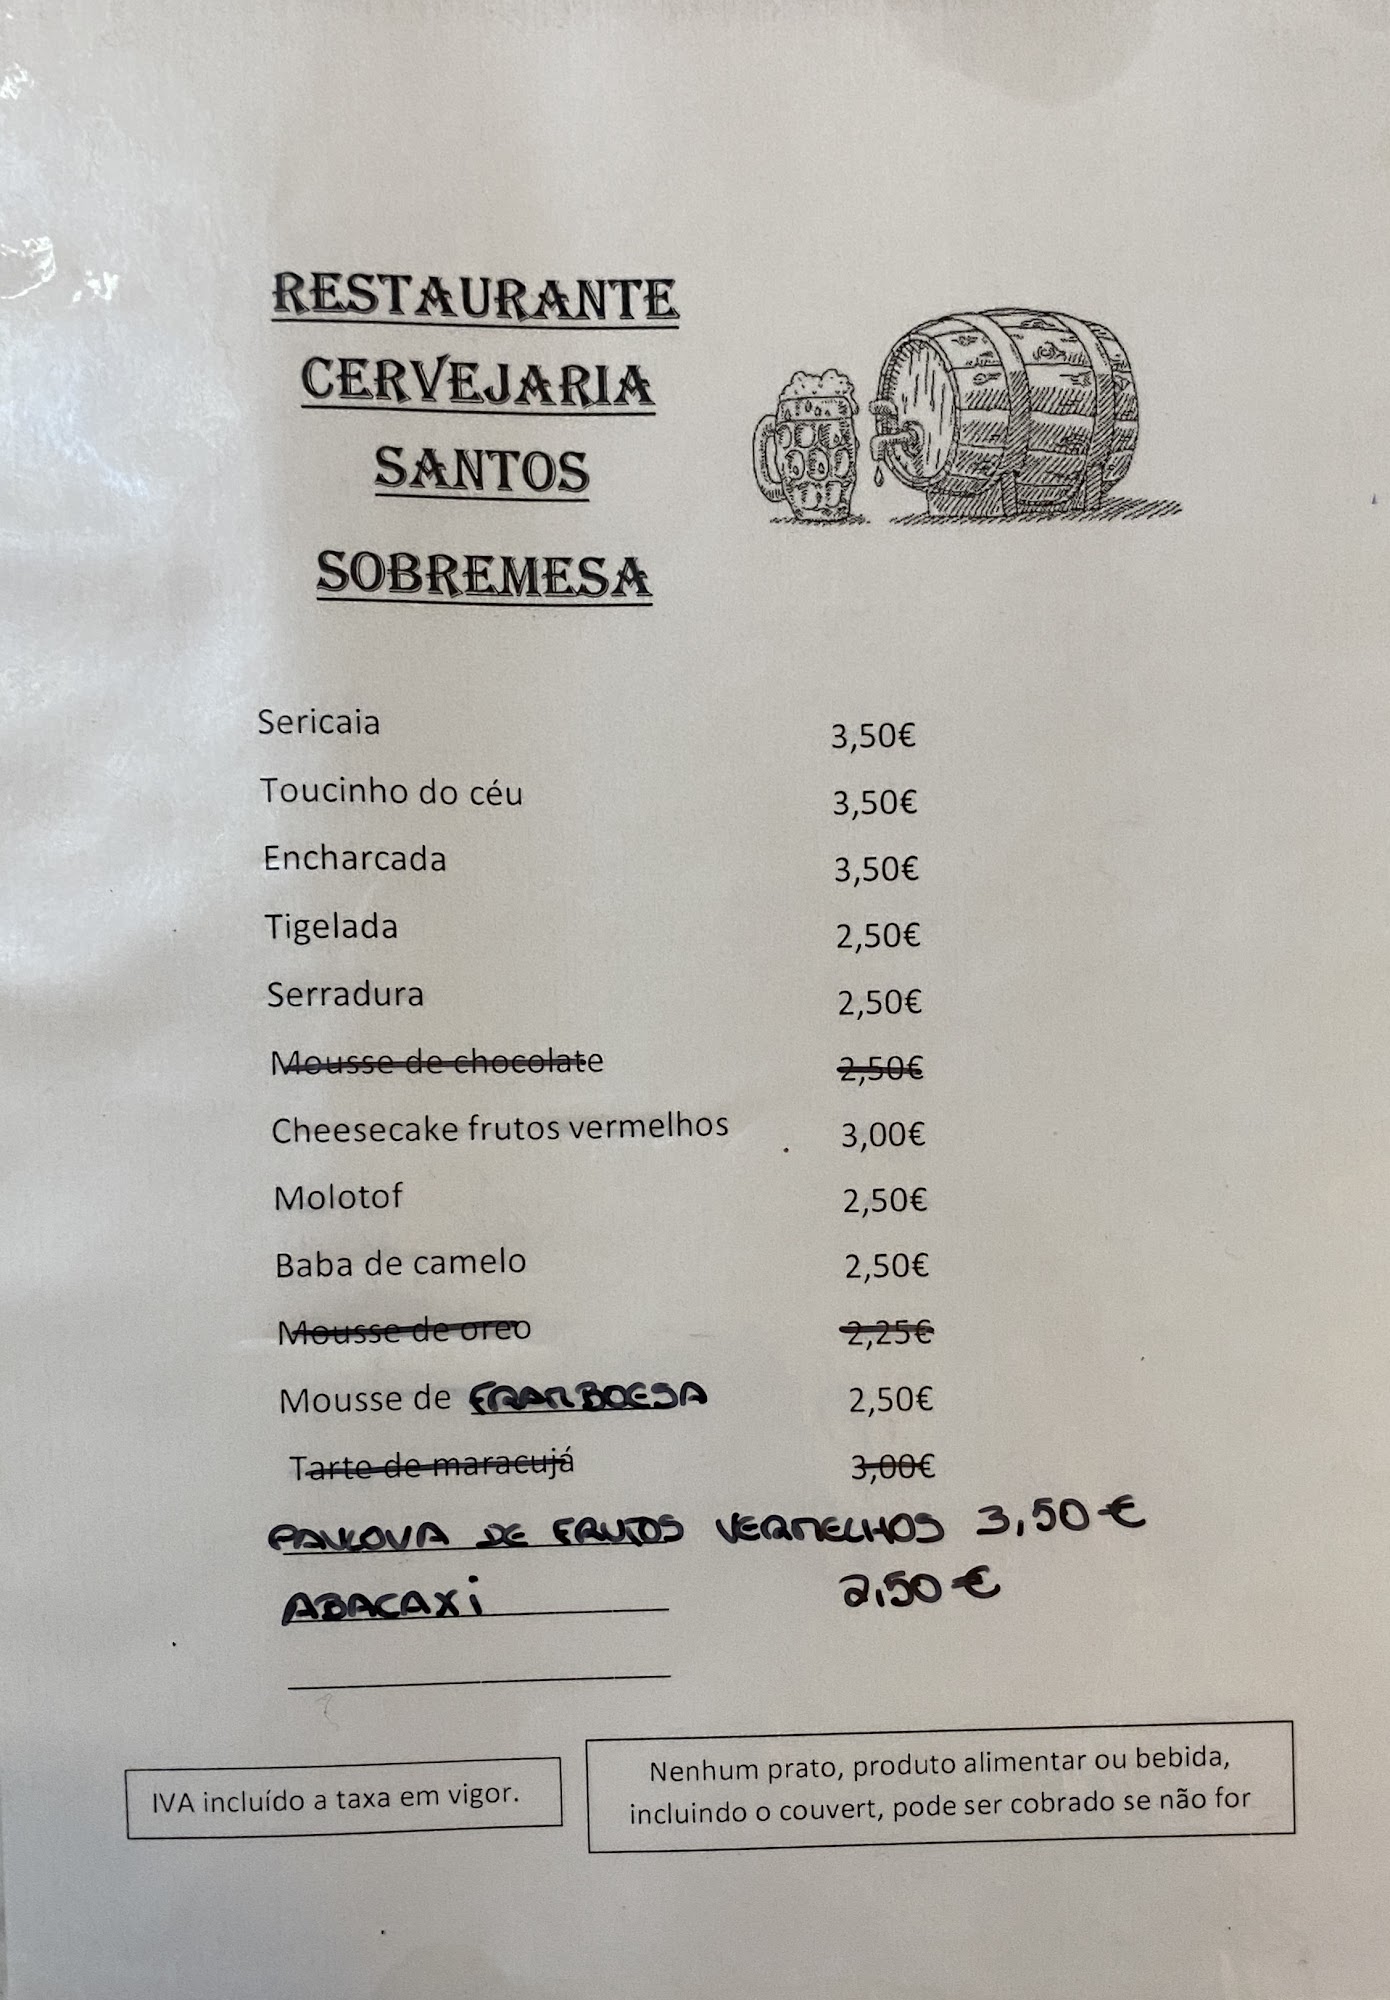 RESTAURANTE
CERVEJARIA
SANTOS
SOBREMESA
Sericaia 3,50€
Toucinho do céu 3,50€
Encharcada 3,50€
Tigelada 2,50€
Serradura 2,50€
Mousse de chocolate 2,50€
Cheesecake frutos vermelhos 3,00€
Molotof 2,50€
Baba de camelo 2,50€
Mousse de oreo 2,25€
Mousse de FRAMBOESA 2,50€
Tarte de maracujá 3,00€
PAVLOVA DE FRUTOS VERMELHOS 3,50€
ABACAXi 2,50€
IVA incluído a taxa em vigor.
Nenhum prato, produto alimentar ou bebida,
incluindo o couvert, pode ser cobrado se não for